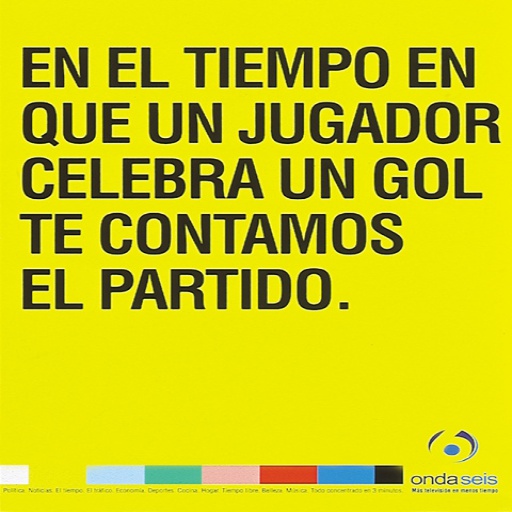 EN EL TIEMPO EN
QUE UN JUGADOR
CELEBRA UN GOL
TE CONTAMOS
EL PARTIDO.
ondaseis
Política. Noticias. El tiempo. El tráfico. Economía. Deportes. Cocina. Hogar. Tiempo libre. Belleza. Música. Todo concentrado en 3 minutos.
Más televisión en menos tiempo